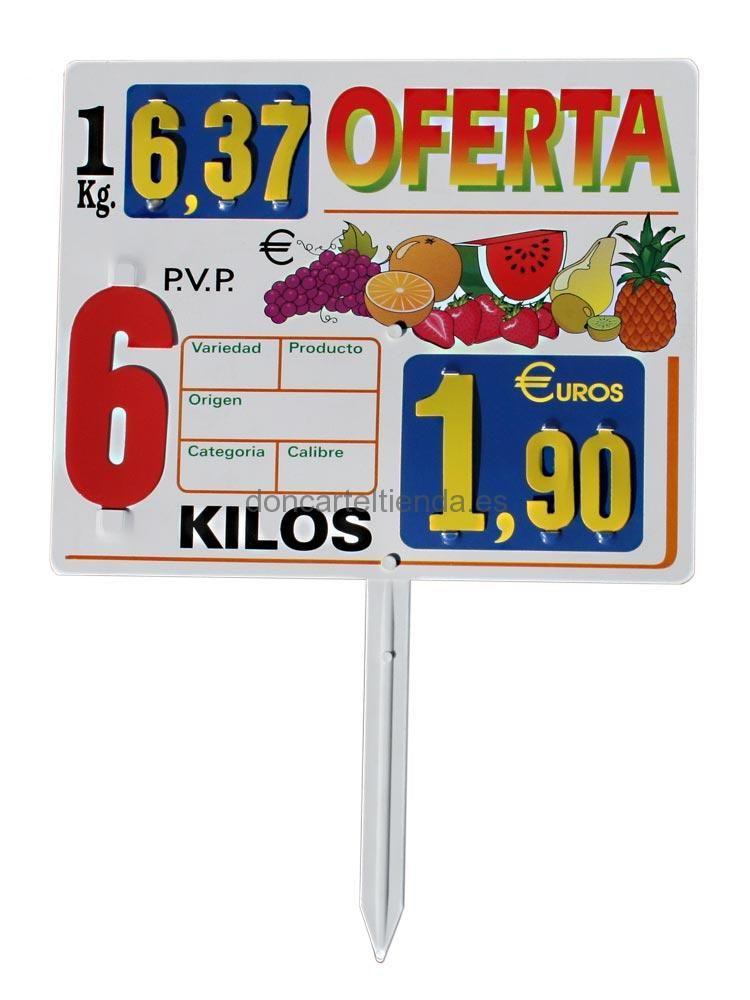 1 Kg. 6,37 OFERTA
€
P.V.P.
6
Variedad Producto
Origen
Categoria Calibre
KILOS
€UROS
1,90
doncarteltienda.es